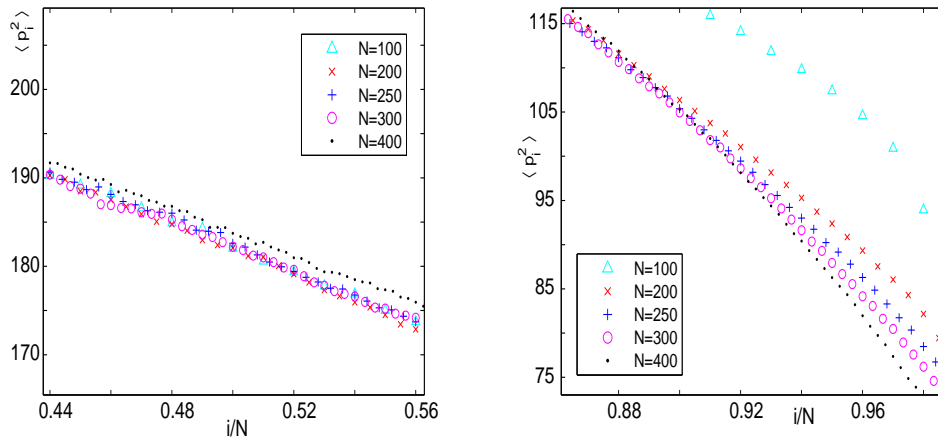 ⟨ p_i^2 ⟩
200
190
180
170
0.44
0.48
0.52
0.56
i/N
N=100
N=200
N=250
N=300
N=400
⟨ p_i^2 ⟩
115
105
95
85
75
0.88
0.92
0.96
i/N
N=100
N=200
N=250
N=300
N=400